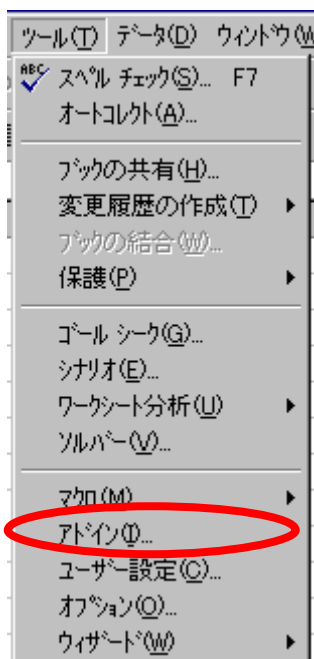 ツール(T) データ(D) ウィンドウ(W
ABC スペル チェック(S)... F7
オートコレクト(A)...
ブックの共有(H)...
変更履歴の作成(T)
ブックの結合(W)...
保護(P)
ゴール シーク(G)...
シナリオ(E)...
ワークシート分析(U)
ソルバー(V)...
マクロ(M)
アドイン(I)...
ユーザー設定(C)...
オプション(O)...
ウィザード(W)